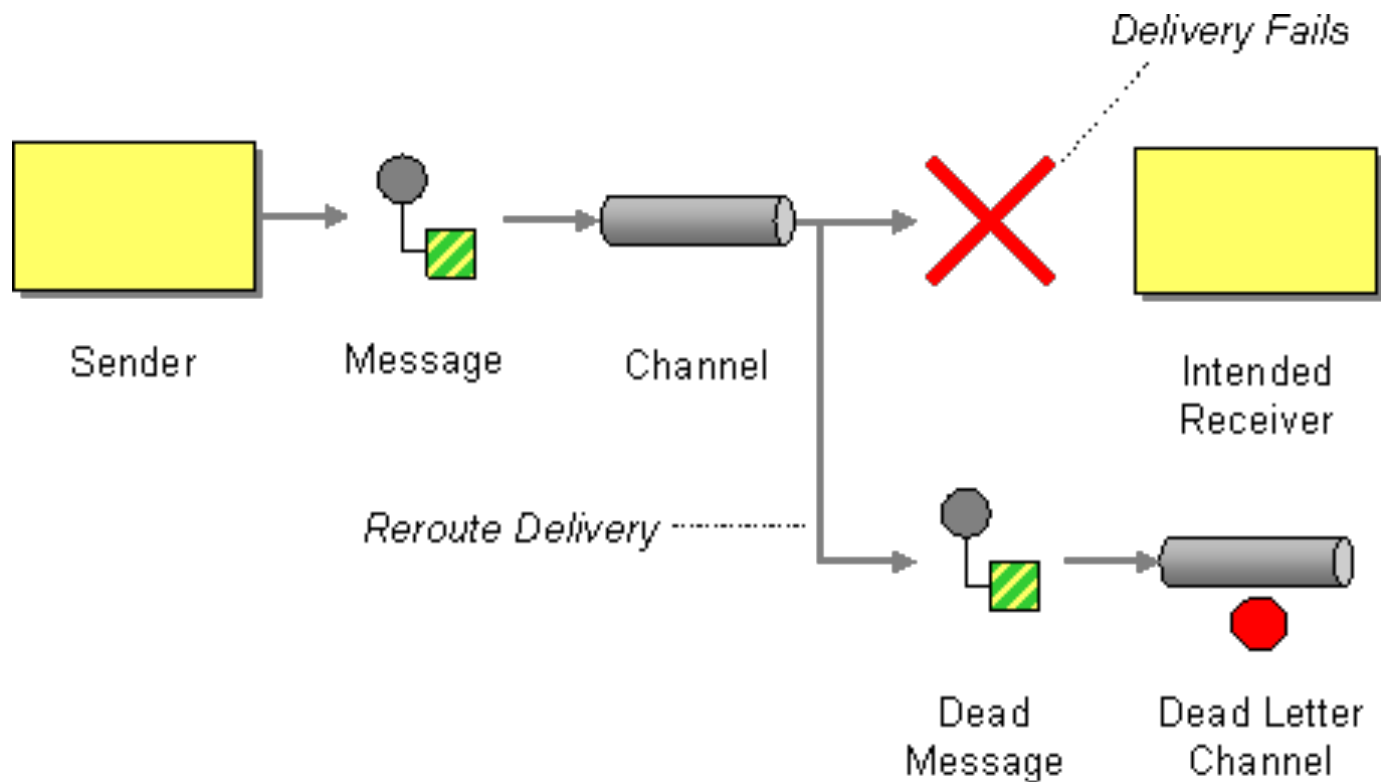 Delivery Fails
Sender
Message
Channel
Intended
Receiver
Reroute Delivery
Dead
Message
Dead Letter
Channel